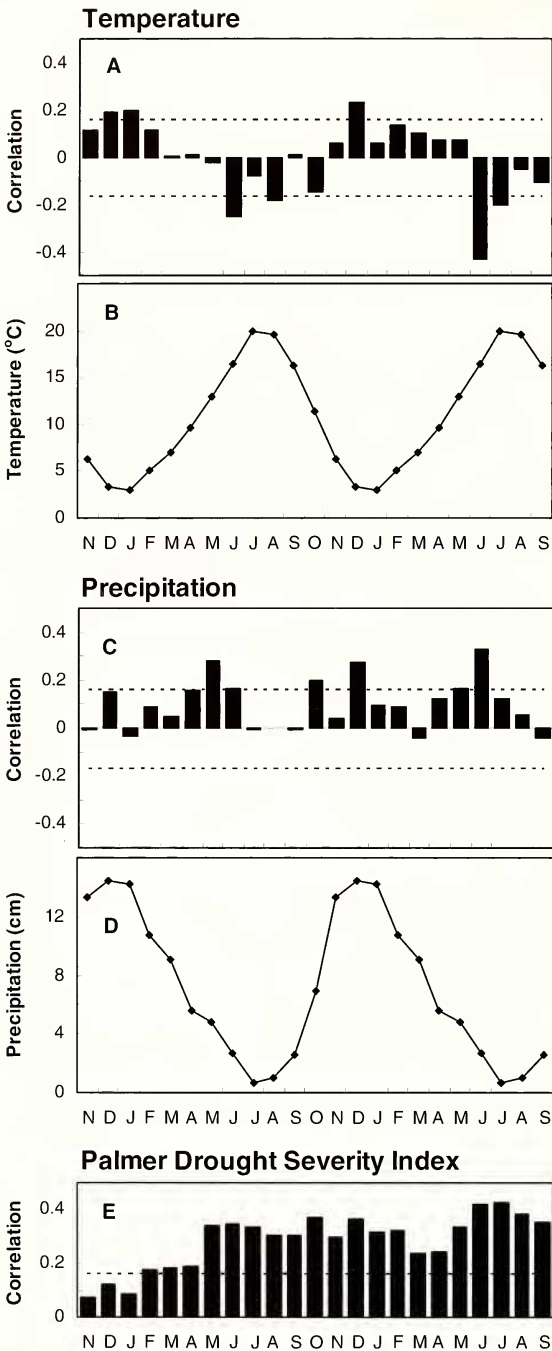 Temperature
A
0.4
0.2
0
-0.2
-0.4
Correlation
B
20
15
10
5
0
Temperature (°C)
N D J F M A M J J A S O N D J F M A M J J A S
Precipitation
C
0.4
0.2
0
-0.2
-0.4
Correlation
D
12
8
4
0
Precipitation (cm)
N D J F M A M J J A S O N D J F M A M J J A S
Palmer Drought Severity Index
E
0.4
0.2
0
Correlation
N D J F M A M J J A S O N D J F M A M J J A S